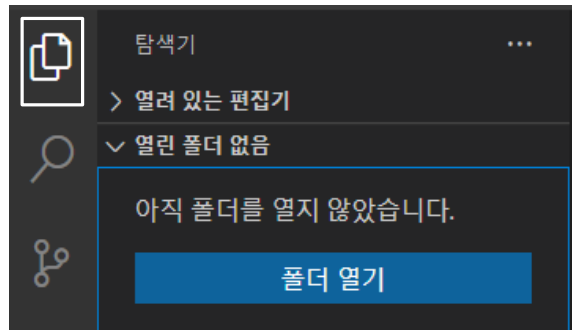 탐색기
열려 있는 편집기
열린 폴더 없음
아직 폴더를 열지 않았습니다.
폴더 열기